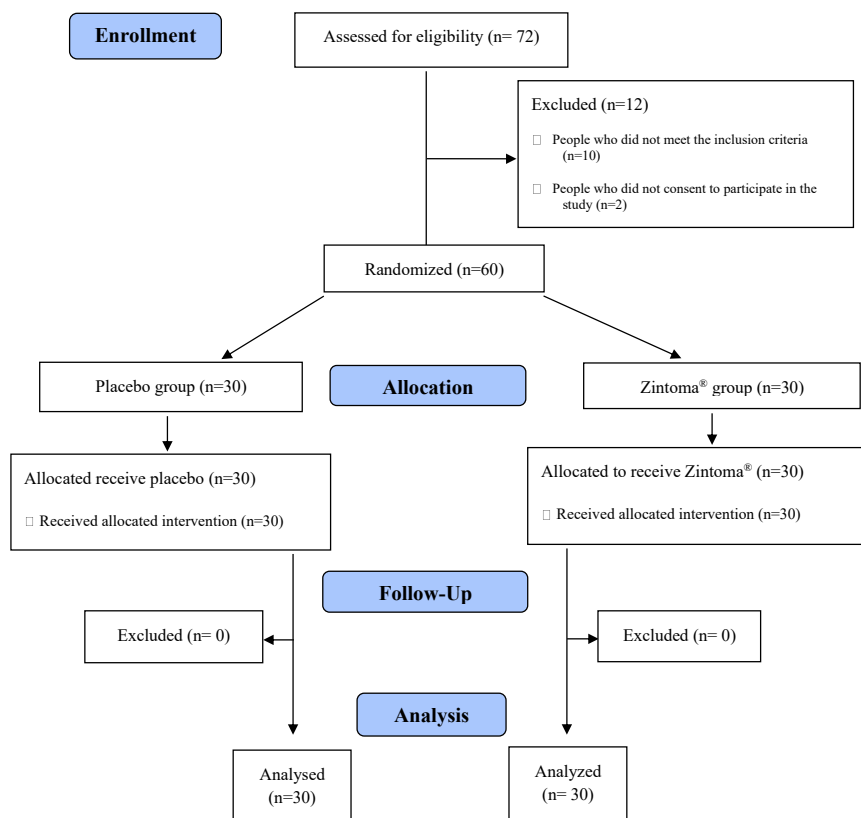 Enrollment
Assessed for eligibility (n= 72)
Excluded (n=12)
People who did not meet the inclusion criteria
(n=10)
People who did not consent to participate in the
study (n=2)
Randomized (n=60)
Placebo group (n=30)
Allocation
Zintoma® group (n=30)
Allocated receive placebo (n=30)
Received allocated intervention (n=30)
Allocated to receive Zintoma® (n=30)
Received allocated intervention (n=30)
Follow-Up
Excluded (n= 0)
Excluded (n= 0)
Analysis
Analysed
(n=30)
Analyzed
(n= 30)